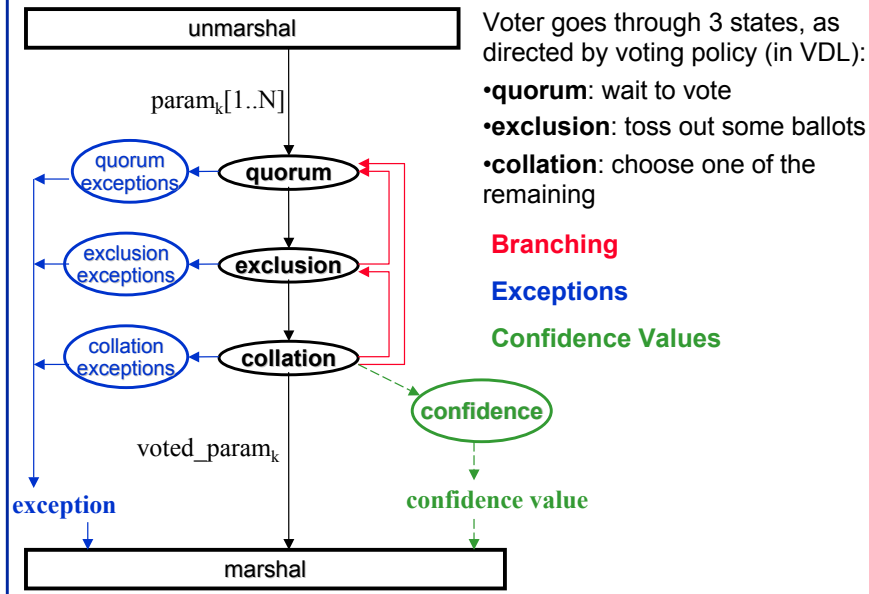 unmarshal
param_k[1..N]
quorum
exceptions
quorum
exclusion
exceptions
exclusion
collation
exceptions
collation
confidence
voted_param_k
exception
confidence value
marshal
Voter goes through 3 states, as
directed by voting policy (in VDL):
•quorum: wait to vote
•exclusion: toss out some ballots
•collation: choose one of the
remaining
Branching
Exceptions
Confidence Values